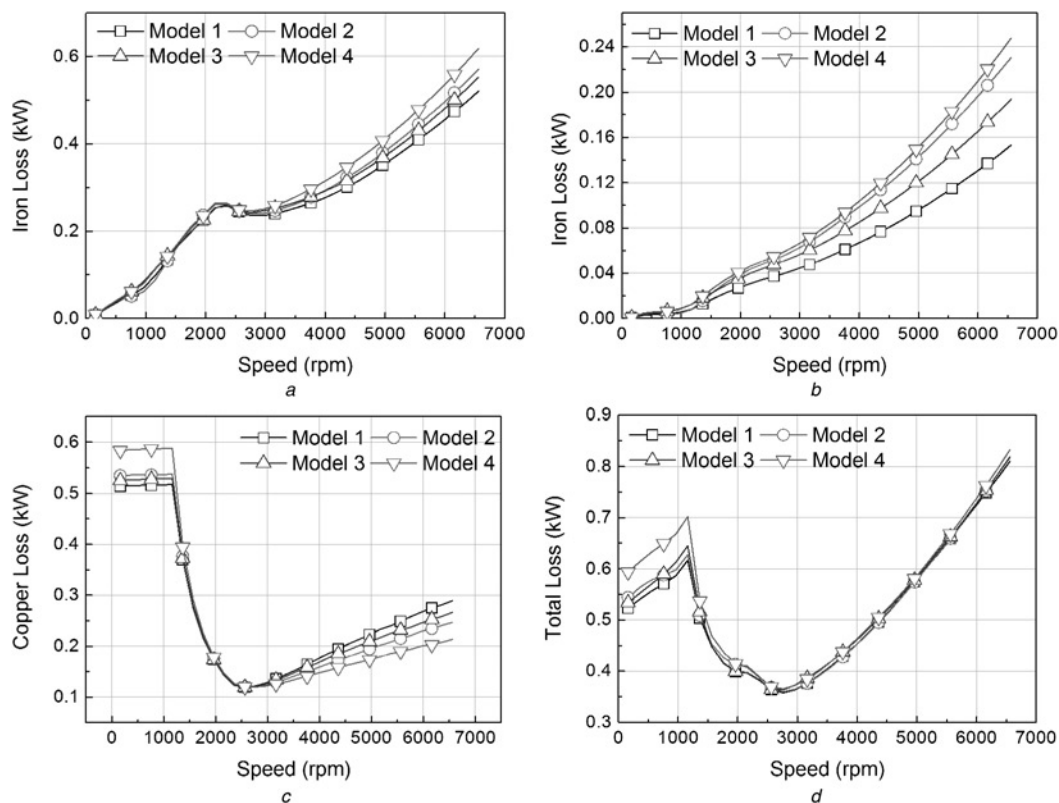 Model 1 Model 2
Model 3 Model 4
Iron Loss (kW)
0.6
0.4
0.2
0.0
0 1000 2000 3000 4000 5000 6000 7000
Speed (rpm)
a
Model 1
Model 2
Model 3
Model 4
Iron Loss (kW)
0.24
0.20
0.16
0.12
0.08
0.04
0.00
0 1000 2000 3000 4000 5000 6000 7000
Speed (rpm)
b
Model 1 Model 2
Model 3 Model 4
Copper Loss (kW)
0.6
0.5
0.4
0.3
0.2
0.1
0 1000 2000 3000 4000 5000 6000 7000
Speed (rpm)
c
Model 1 Model 2
Model 3 Model 4
Total Loss (kW)
0.9
0.8
0.7
0.6
0.5
0.4
0.3
0 1000 2000 3000 4000 5000 6000 7000
Speed (rpm)
d